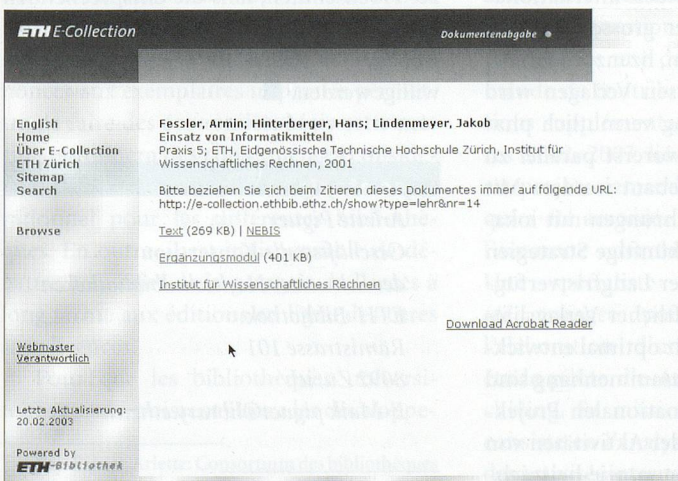 ETH E-Collection
Dokumentenabgabe
English
Home
Über E-Collection
ETH Zürich
Sitemap
Search
Browse
Webmaster
Verantwortlich
Letzte Aktualisierung:
20.02.2003
Powered by
ETH-Bibliothek
Fessler, Armin; Hinterberger, Hans; Lindenmeyer, Jakob
Einsatz von Informatikmitteln
Praxis 5; ETH, Eidgenössische Technische Hochschule Zürich, Institut für
Wissenschaftliches Rechnen, 2001
Bitte beziehen Sie sich beim Zitieren dieses Dokumentes immer auf folgende URL:
http://e-collection.ethbib.ethz.ch/show?type=lehr&nr=14
Text (269 KB) | NEBIS
Ergänzungsmodul (401 KB)
Institut für Wissenschaftliches Rechnen
Download Acrobat Reader